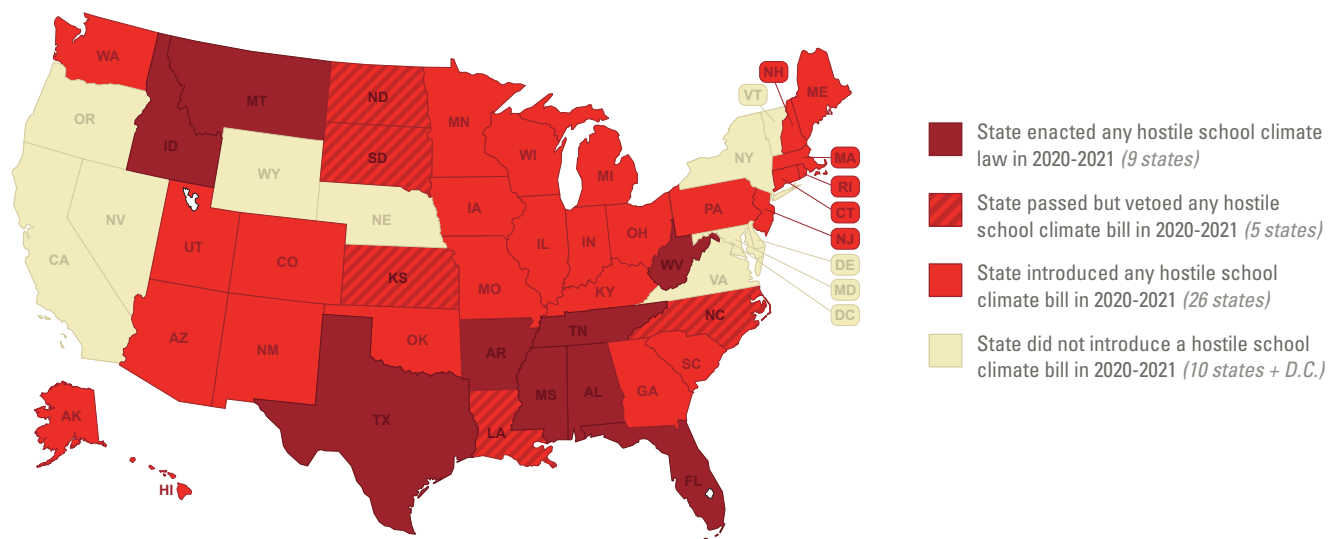 WA
NH
ME
VT
MT
ND
OR
MN
ID
SD
WI
NY
MA
WY
MI
RI
IA
PA
CT
NE
NV
OH
NJ
UT
IL
IN
CA
CO
WV
DE
KS
VA
MO
KY
MD
NC
DC
TN
AZ
OK
NM
AR
SC
MS
AL
GA
AK
TX
LA
FL
HI
State enacted any hostile school climate
law in 2020-2021 (9 states)
State passed but vetoed any hostile
school climate bill in 2020-2021 (5 states)
State introduced any hostile school
climate bill in 2020-2021 (26 states)
State did not introduce a hostile school
climate bill in 2020-2021 (10 states + D.C.)